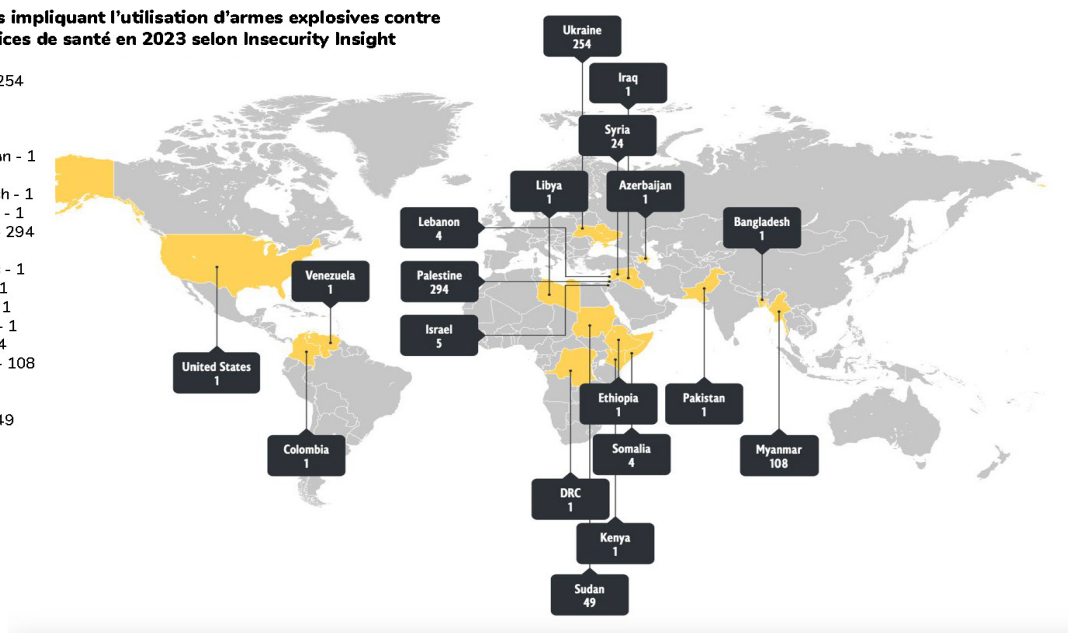 s impliquant l’utilisation d’armes explosives contre
ices de santé en 2023 selon Insecurity Insight
254
an - 1
ch - 1
- 1
294
- 1
1
1
- 1
4
- 108
49
Ukraine
254
Iraq
1
Syria
24
Libya
1
Azerbaijan
1
Lebanon
4
Bangladesh
1
Palestine
294
Venezuela
1
Israel
5
United States
1
Ethiopia
1
Pakistan
1
Colombia
1
Somalia
4
Myanmar
108
DRC
1
Kenya
1
Sudan
49